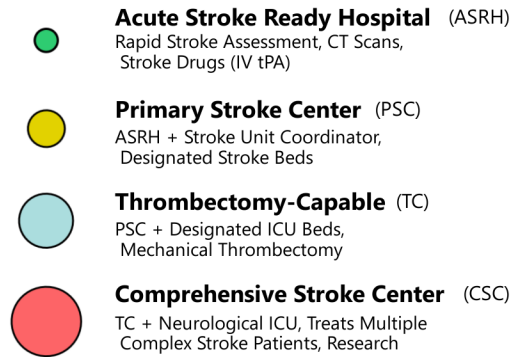 Acute Stroke Ready Hospital (ASRH)
Rapid Stroke Assessment, CT Scans,
Stroke Drugs (IV tPA)
Primary Stroke Center (PSC)
ASRH + Stroke Unit Coordinator,
Designated Stroke Beds
Thrombectomy-Capable (TC)
PSC + Designated ICU Beds,
Mechanical Thrombectomy
Comprehensive Stroke Center (CSC)
TC + Neurological ICU, Treats Multiple
Complex Stroke Patients, Research